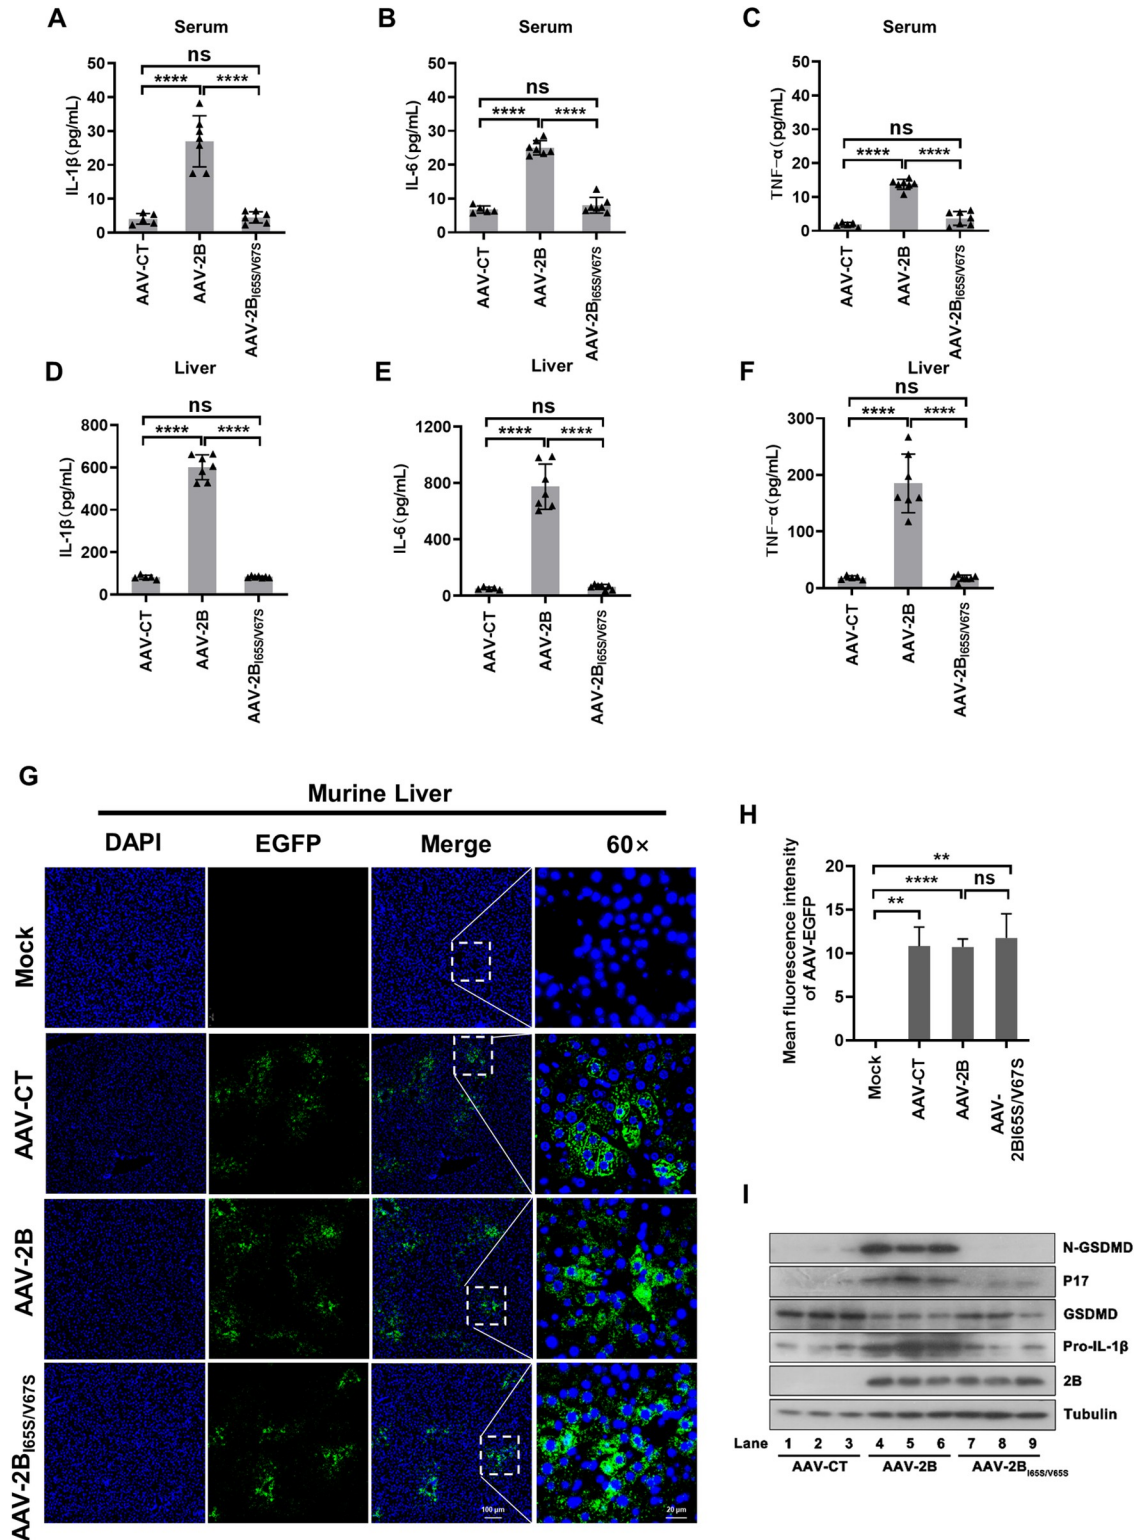 A
Serum
ns
****
****
IL-1β(pg/mL)
50
40
30
20
10
0
AAV-CT
AAV-2B
AAV-2BI65S/V67S
B
Serum
ns
****
****
IL-6(pg/mL)
50
40
30
20
10
0
AAV-CT
AAV-2B
AAV-2BI65S/V67S
C
Serum
ns
****
****
TNF-α(pg/mL)
50
40
30
20
10
0
AAV-CT
AAV-2B
AAV-2BI65S/V67S
D
Liver
ns
****
****
IL-1β(pg/mL)
800
600
400
200
0
AAV-CT
AAV-2B
AAV-2BI65S/V67S
E
Liver
ns
****
****
IL-6(pg/mL)
1200
800
400
0
AAV-CT
AAV-2B
AAV-2BI65S/V67S
F
Liver
ns
****
****
TNF-α(pg/mL)
300
200
100
0
AAV-CT
AAV-2B
AAV-2BI65S/V67S
G
Murine Liver
DAPI EGFP Merge 60×
Mock
AAV-CT
AAV-2B
AAV-2BI65S/V67S
100 μm
20 μm
H
Mean fluorescence intensity
of AAV-EGFP
20
15
10
5
0
**
****
ns
**
Mock
AAV-CT
AAV-2B
AAV-
2BI65S/V67S
I
N-GSDMD
P17
GSDMD
Pro-IL-1β
2B
Tubulin
Lane 1 2 3 4 5 6 7 8 9
AAV-CT AAV-2B AAV-2BI65S/V65S